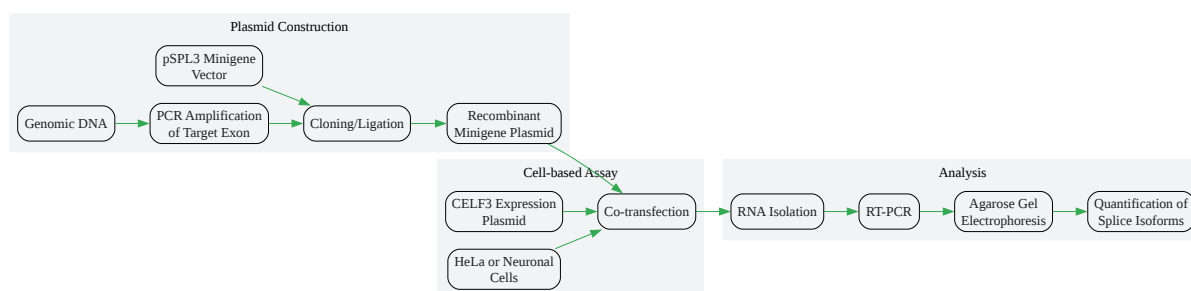 Plasmid Construction
pSPL3 Minigene
Vector
Genomic DNA
PCR Amplification
of Target Exon
Cloning/Ligation
Recombinant
Minigene Plasmid
Cell-based Assay
CELF3 Expression
Plasmid
HeLa or Neuronal
Cells
Co-transfection
Analysis
RNA Isolation
RT-PCR
Agarose Gel
Electrophoresis
Quantification of
Splice Isoforms